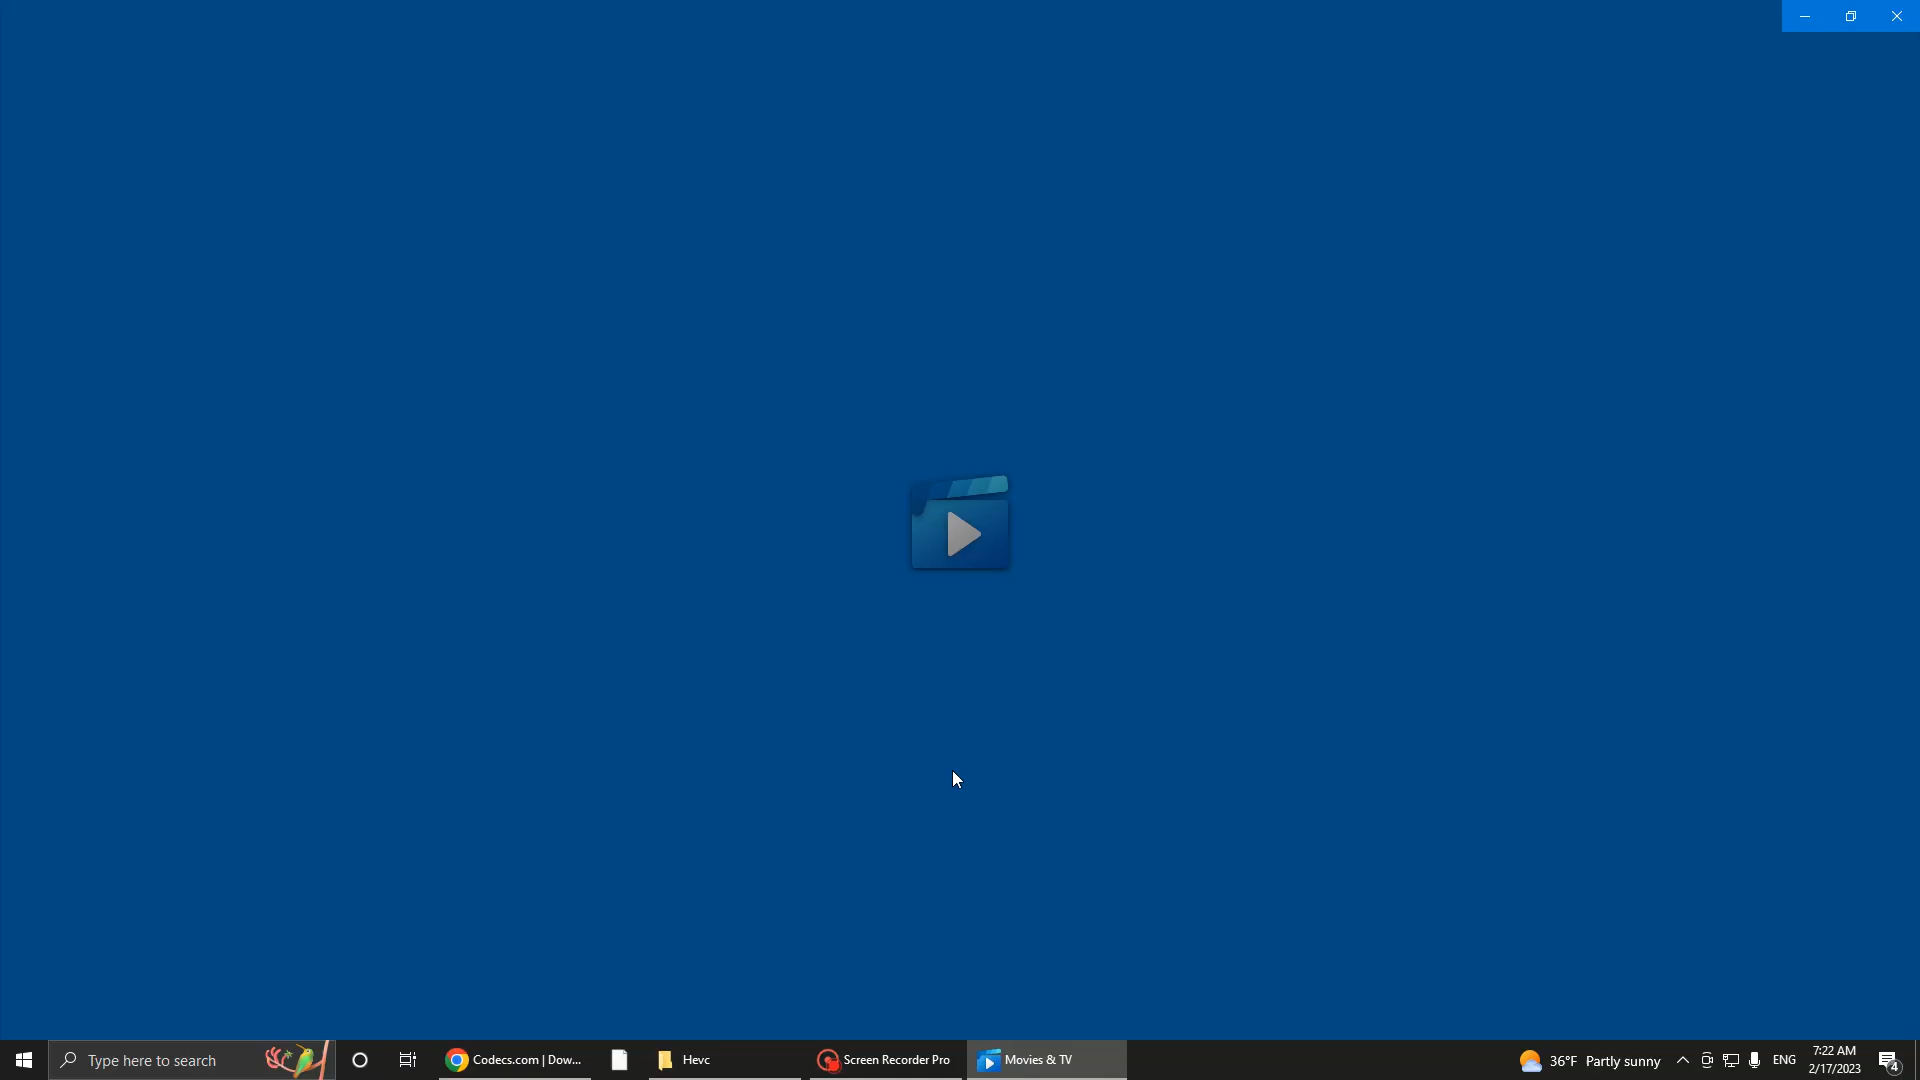 Type here to search
Codecs.com | Dow...
Hevc
Screen Recorder Pro
Movies & TV
36°F Partly sunny
ENG
7:22 AM
2/17/2023
4